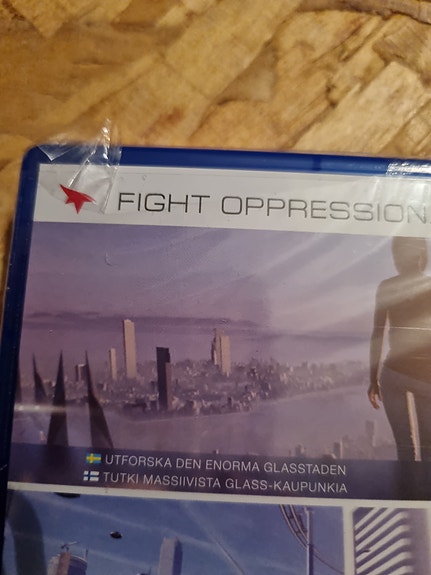 FIGHT OPPRESSION
UTFORSKA DEN ENORMA GLASSTADEN
TUTKI MASSIIVISTA GLASS-KAUPUNKIA